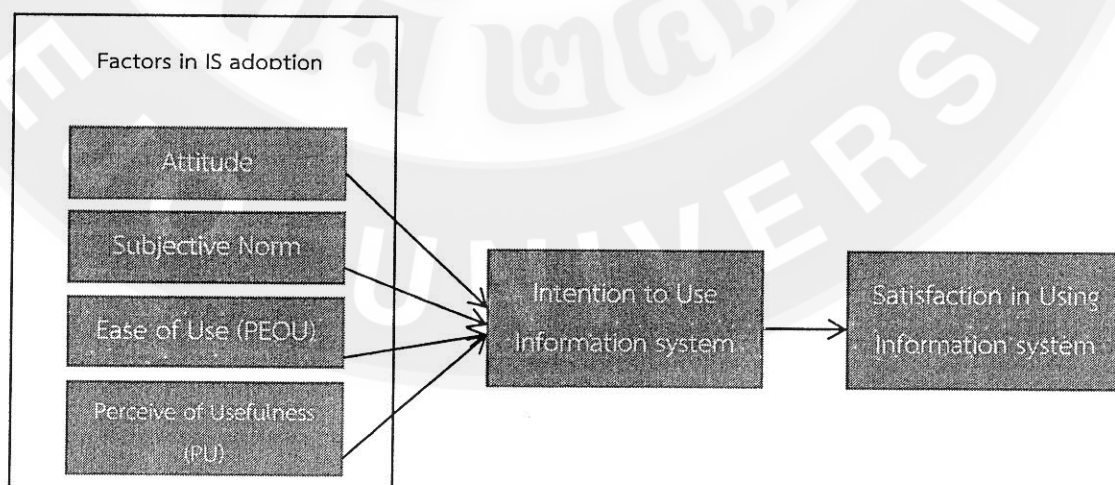 Factors in IS adoption
Attitude
Subjective Norm
Ease of Use (PEOU)
Perceive of Usefulness
(PU)
Intention to Use
Information system
Satisfaction in Using
Information system
UNIVERSI